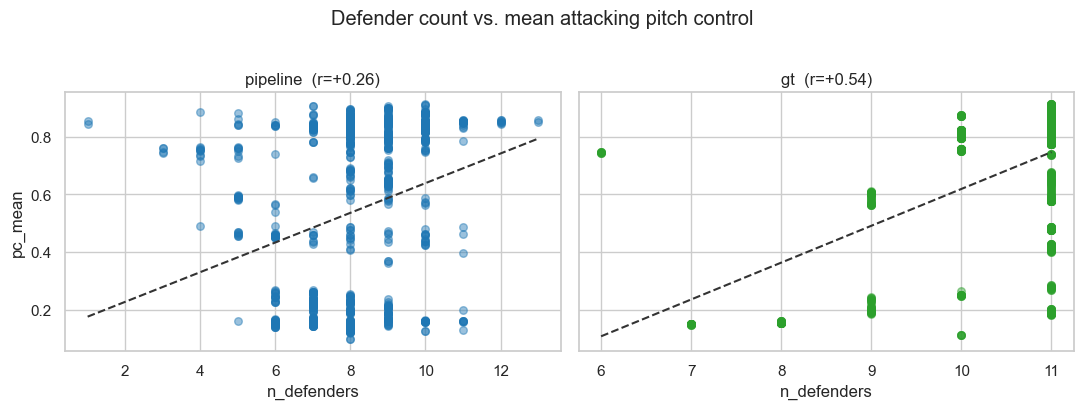 Defender count vs. mean attacking pitch control
pipeline  (r=+0.26)
gt  (r=+0.54)
pc_mean
0.8
0.6
0.4
0.2
2 4 6 8 10 12
6 7 8 9 10 11
n_defenders
n_defenders